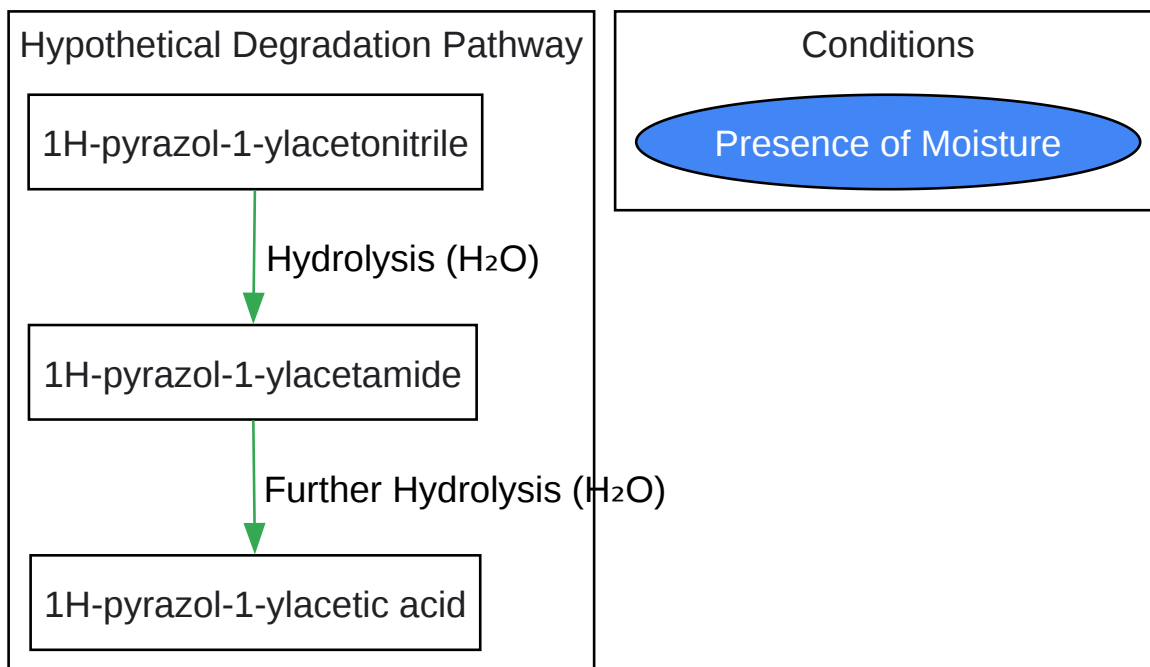 Hypothetical Degradation Pathway
1H-pyrazol-1-ylacetonitrile
Hydrolysis (H₂O)
1H-pyrazol-1-ylacetamide
Further Hydrolysis (H₂O)
1H-pyrazol-1-ylacetic acid
Conditions
Presence of Moisture